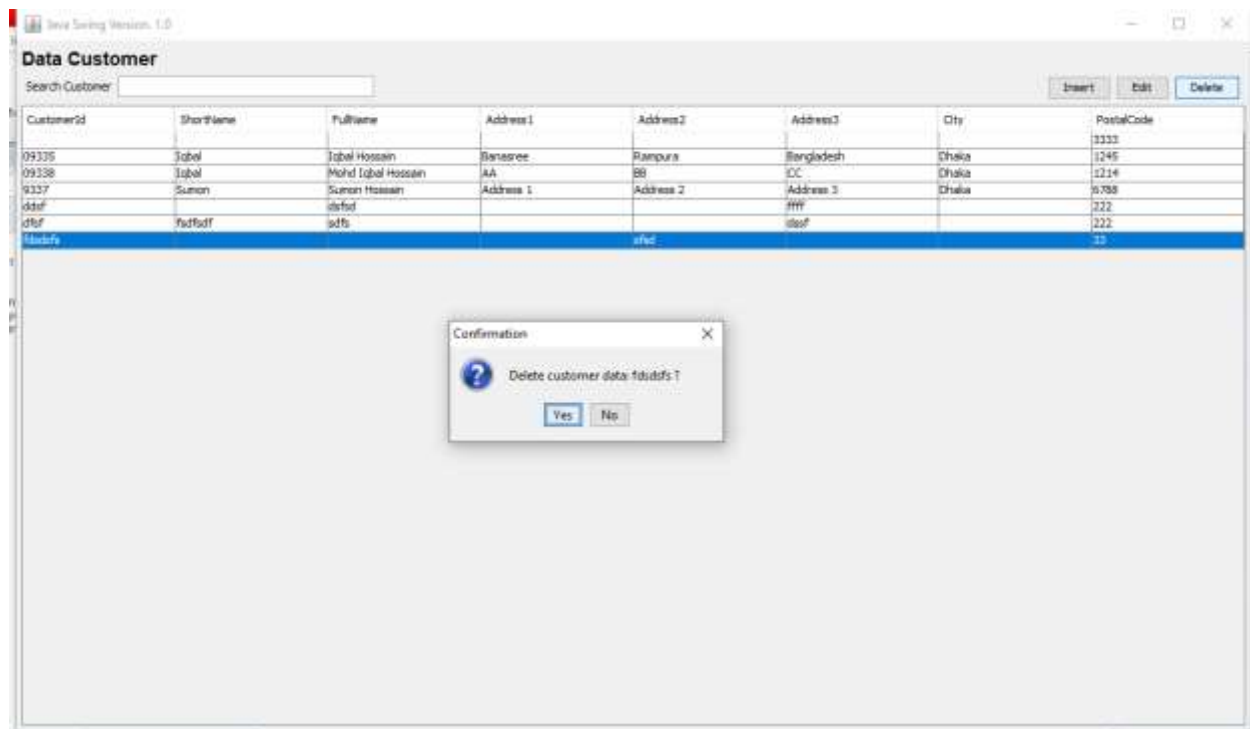 Java Swing Version. 1.0
Data Customer
Search Customer
Insert Edit Delete
CustomerId ShortName FullName Address1 Address2 Address3 City PostalCode
3333
09335 Iqbal Iqbal Hossain Banasree Rampura Bangladesh Dhaka 1245
09338 Iqbal Mohd Iqbal Hossain AA BB CC Dhaka 1214
9337 Sumon Sumon Hossain Address 1 Address 2 Address 3 Dhaka 6788
ddsf dsfsd ffff 222
dfsf fsdfsdf sdfs dssf 222
fdsdsfs sfsd 33
Confirmation
Delete customer data: fdsdsfs ?
Yes No